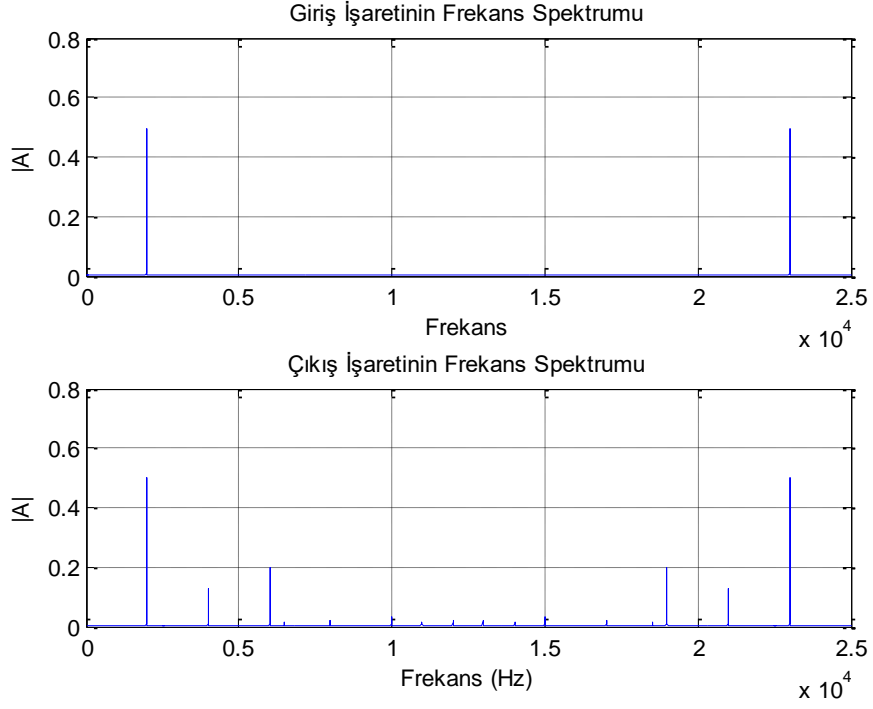 Giriş İşaretinin Frekans Spektrumu
0.8
0.6
0.4
0.2
0
|A|
0 0.5 1 1.5 2 2.5
Frekans
x 10^4
Çıkış İşaretinin Frekans Spektrumu
0.8
0.6
0.4
0.2
0
|A|
0 0.5 1 1.5 2 2.5
Frekans (Hz)
x 10^4